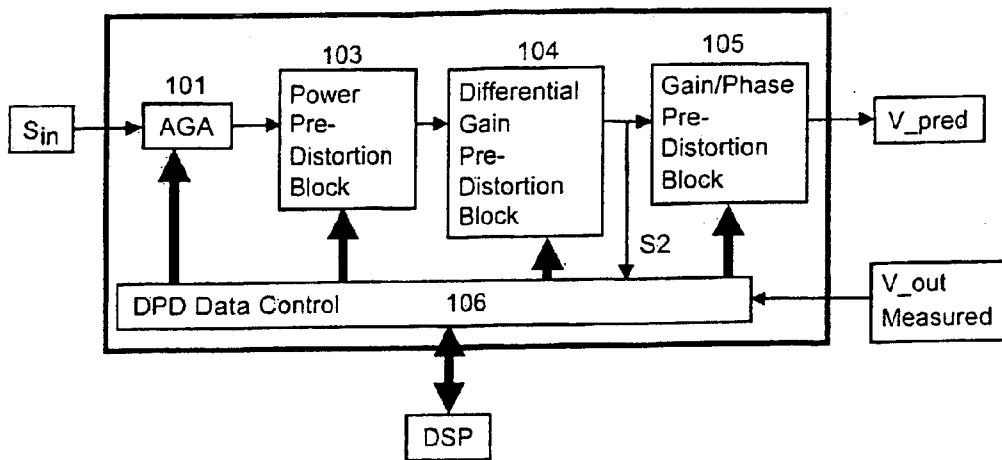 101
103
104
105
S_in
AGA
Power
Pre-
Distortion
Block
Differential
Gain
Pre-
Distortion
Block
Gain/Phase
Pre-
Distortion
Block
V_pred
S2
DPD Data Control
106
V_out
Measured
DSP